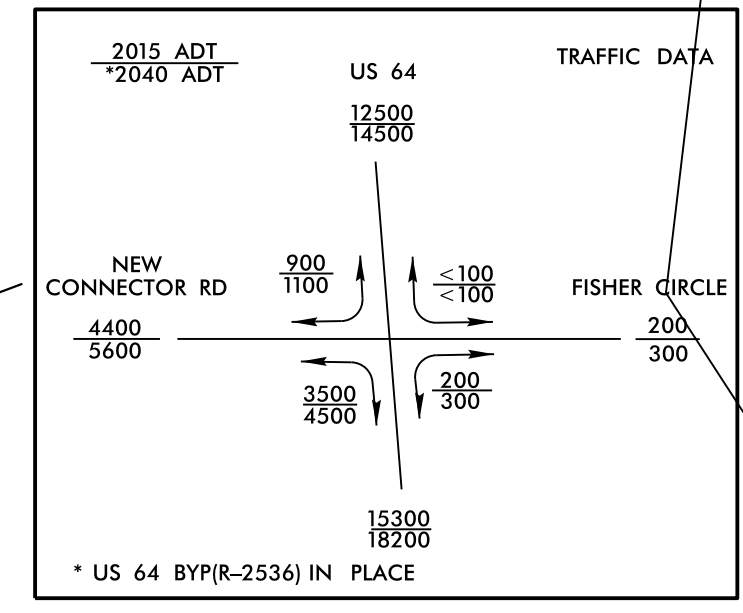 2015 ADT
*2040 ADT
TRAFFIC DATA
US 64
12500
14500
NEW
CONNECTOR RD
4400
5600
900
1100
<100
<100
FISHER CIRCLE
200
300
3500
4500
200
300
15300
18200
* US 64 BYP(R-2536) IN PLACE